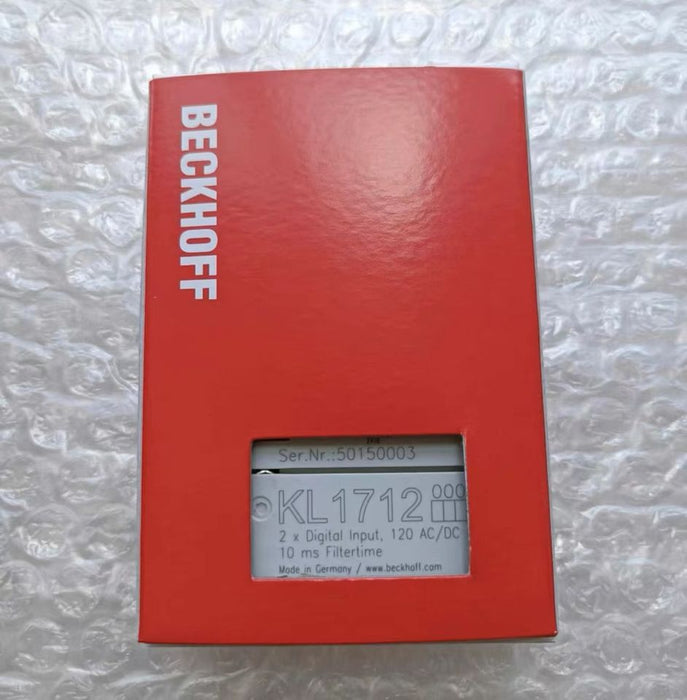 BECKHOFF
Ser.Nr.:50150003
KL1712 000
2 x Digital Input, 120 AC/DC
10 ms Filtertime
Made in Germany / www.beckhoff.com